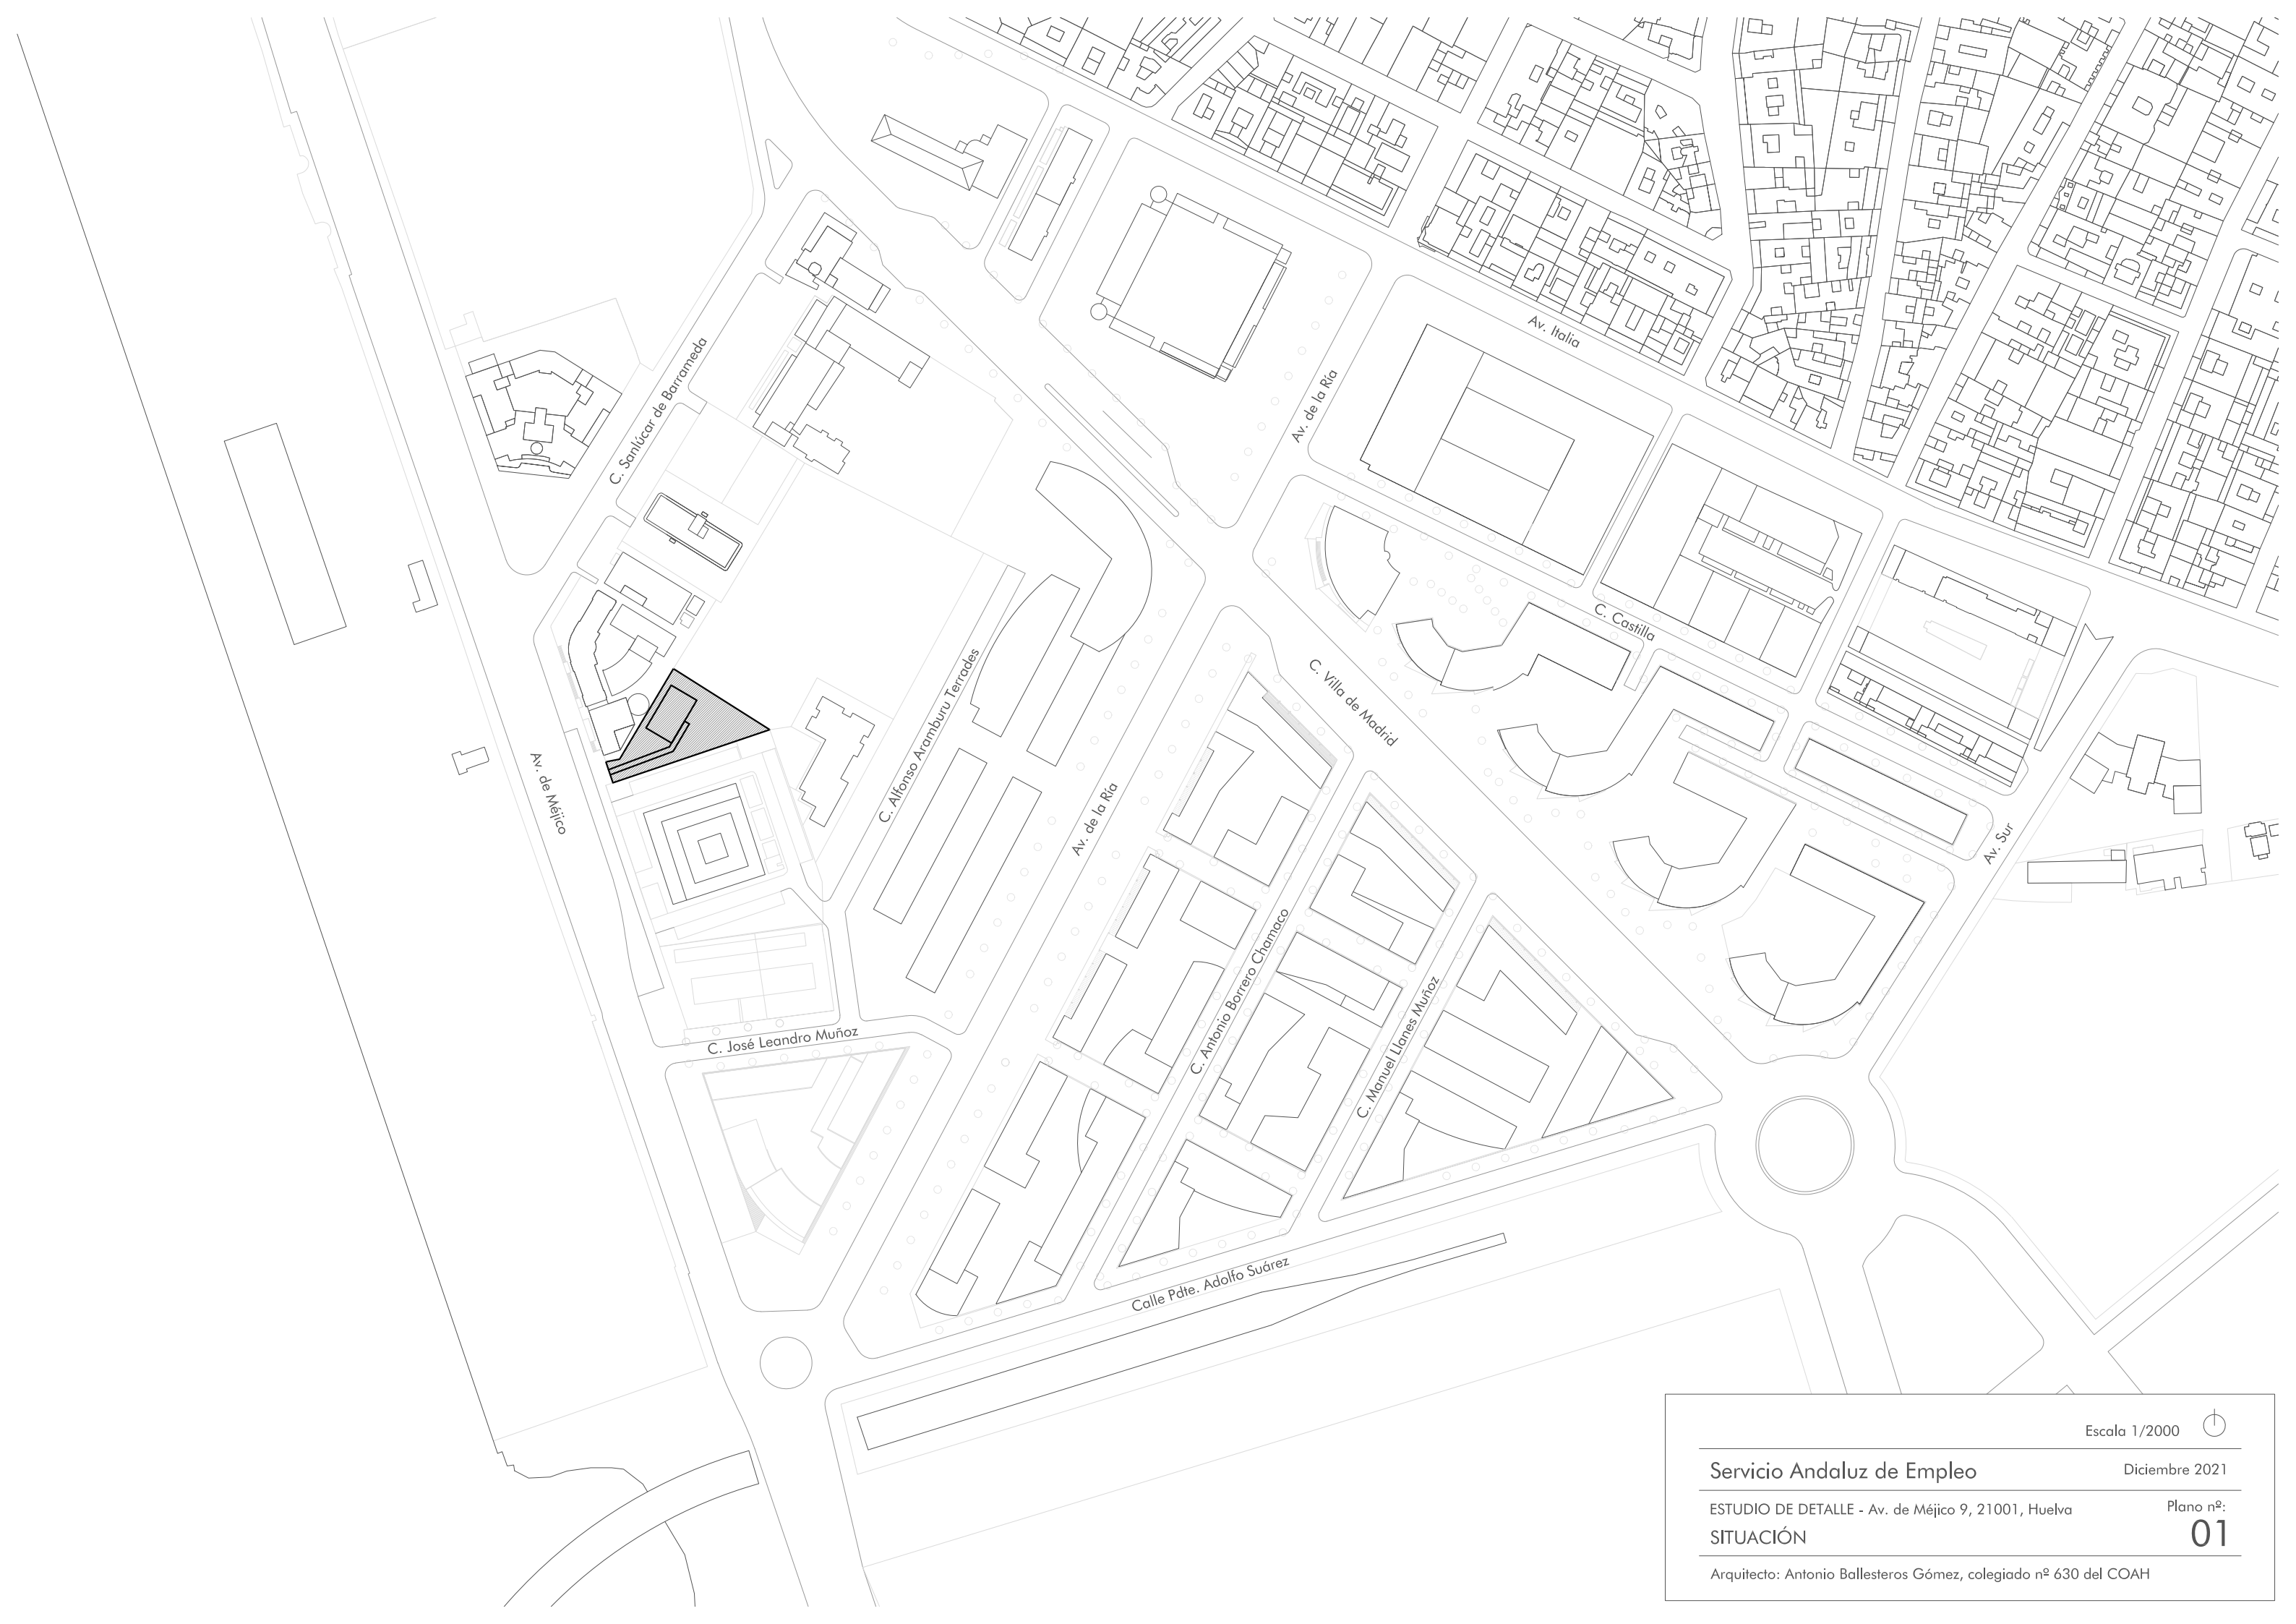 Av. Italia
C. Sanlúcar de Barrameda
Av. de la Ría
C. Castilla
C. Villa de Madrid
C. Alfonso Aramburu Terrades
Av. de Méjico
Av. de la Ría
Av. Sur
C. Antonio Borrero Chamaco
C. Manuel Llanes Muñoz
C. José Leandro Muñoz
Calle Pdte. Adolfo Suárez
Escala 1/2000
Servicio Andaluz de Empleo
Diciembre 2021
ESTUDIO DE DETALLE - Av. de Méjico 9, 21001, Huelva
Plano nº:
SITUACIÓN
01
Arquitecto: Antonio Ballesteros Gómez, colegiado nº 630 del COAH